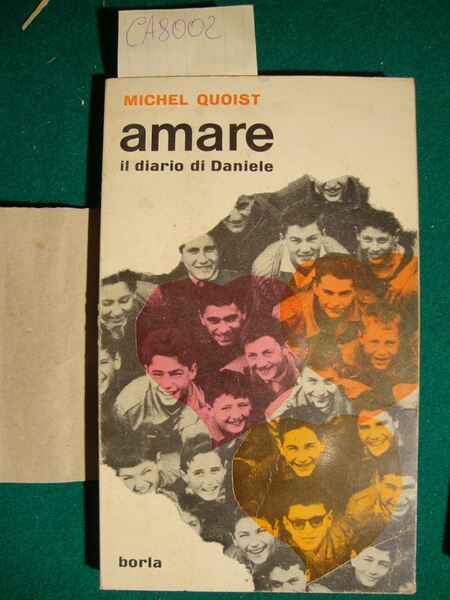 CA8002
MICHEL QUOIST
amare
il diario di Daniele
borla